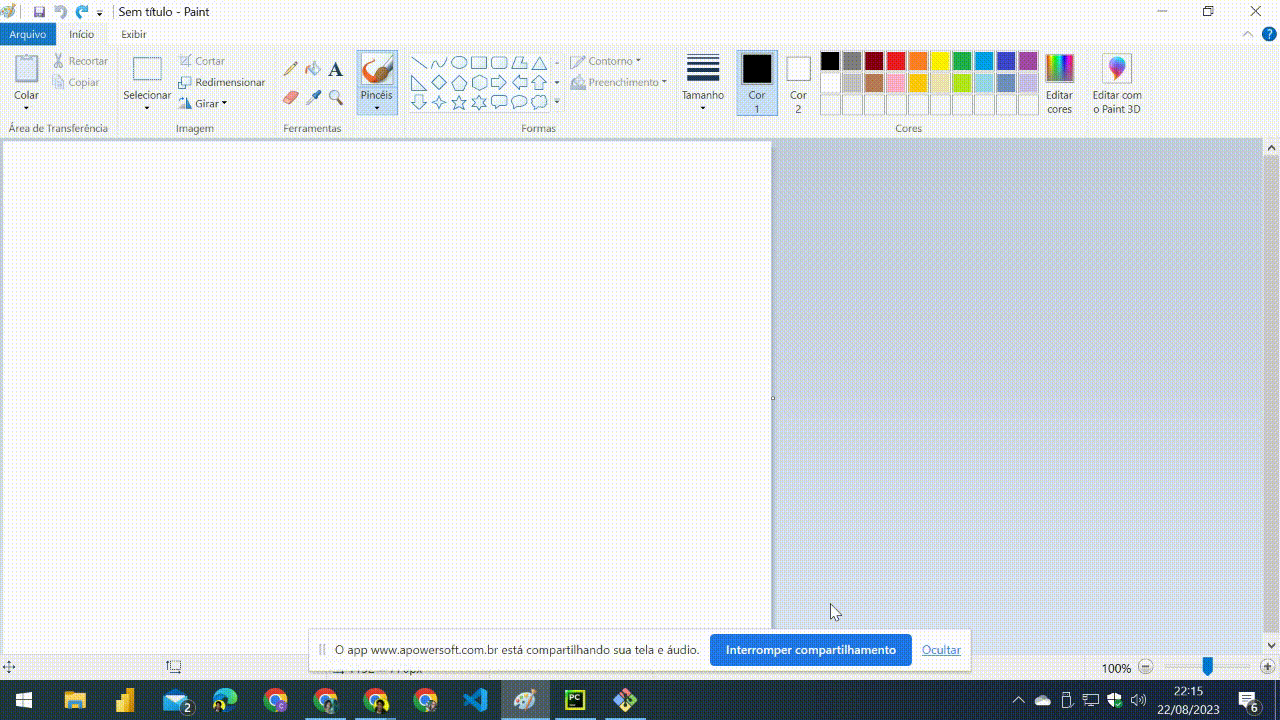 Sem título - Paint
Arquivo Início Exibir
Colar Recortar Copiar
Selecionar Cortar Redimensionar Girar
A
Pincéis
Contorno Preenchimento
Tamanho
Cor 1
Cor 2
Editar cores
Editar com o Paint 3D
Área de Transferência Imagem Ferramentas Formas Cores
O app www.apowersoft.com.br está compartilhando sua tela e áudio. Interromper compartilhamento Ocultar
100%
2
PC
22:15
22/08/2023
6